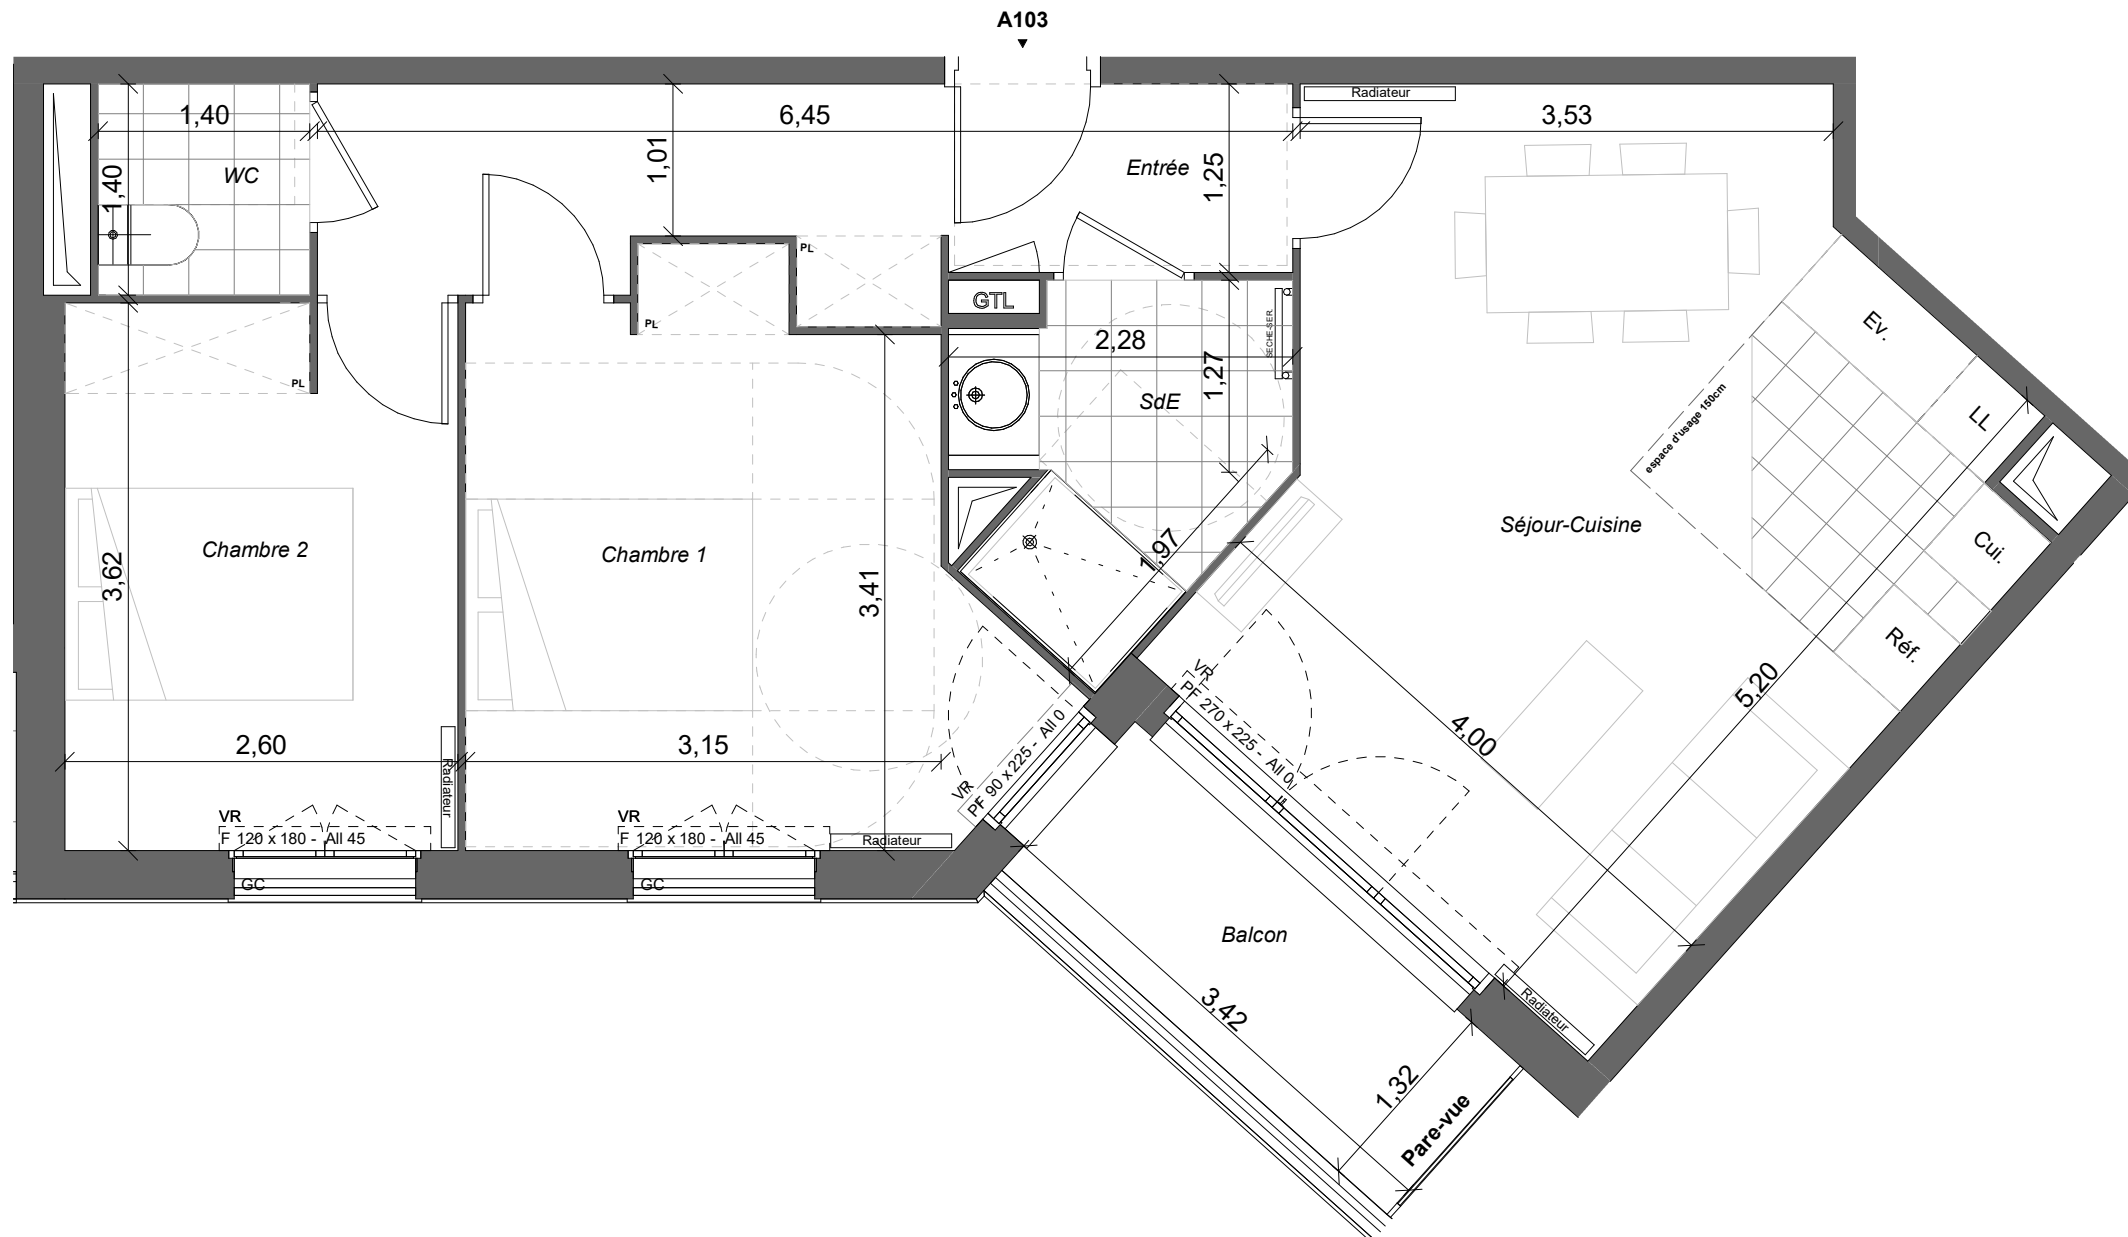 A103
Radiateur
1,40
6,45
3,53
1,01
Entrée
1,25
WC
1,40
PL
PL
GTL
2,28
SECHE-SER.
1,27
SdE
Ev.
LL
espace d'usage 150cm
PL
Chambre 2
Chambre 1
3,62
3,41
1,97
Séjour-Cuisine
Cui.
Réf.
5,20
4,00
2,60
3,15
Radiateur
VR
F 120 x 180 - All 45
GC
VR
F 120 x 180 - All 45
GC
Radiateur
VR
PF 90 x 225 - All 0
VR
PF 270 x 225 - All 0
Balcon
3,42
Radiateur
1,32
Pare-vue